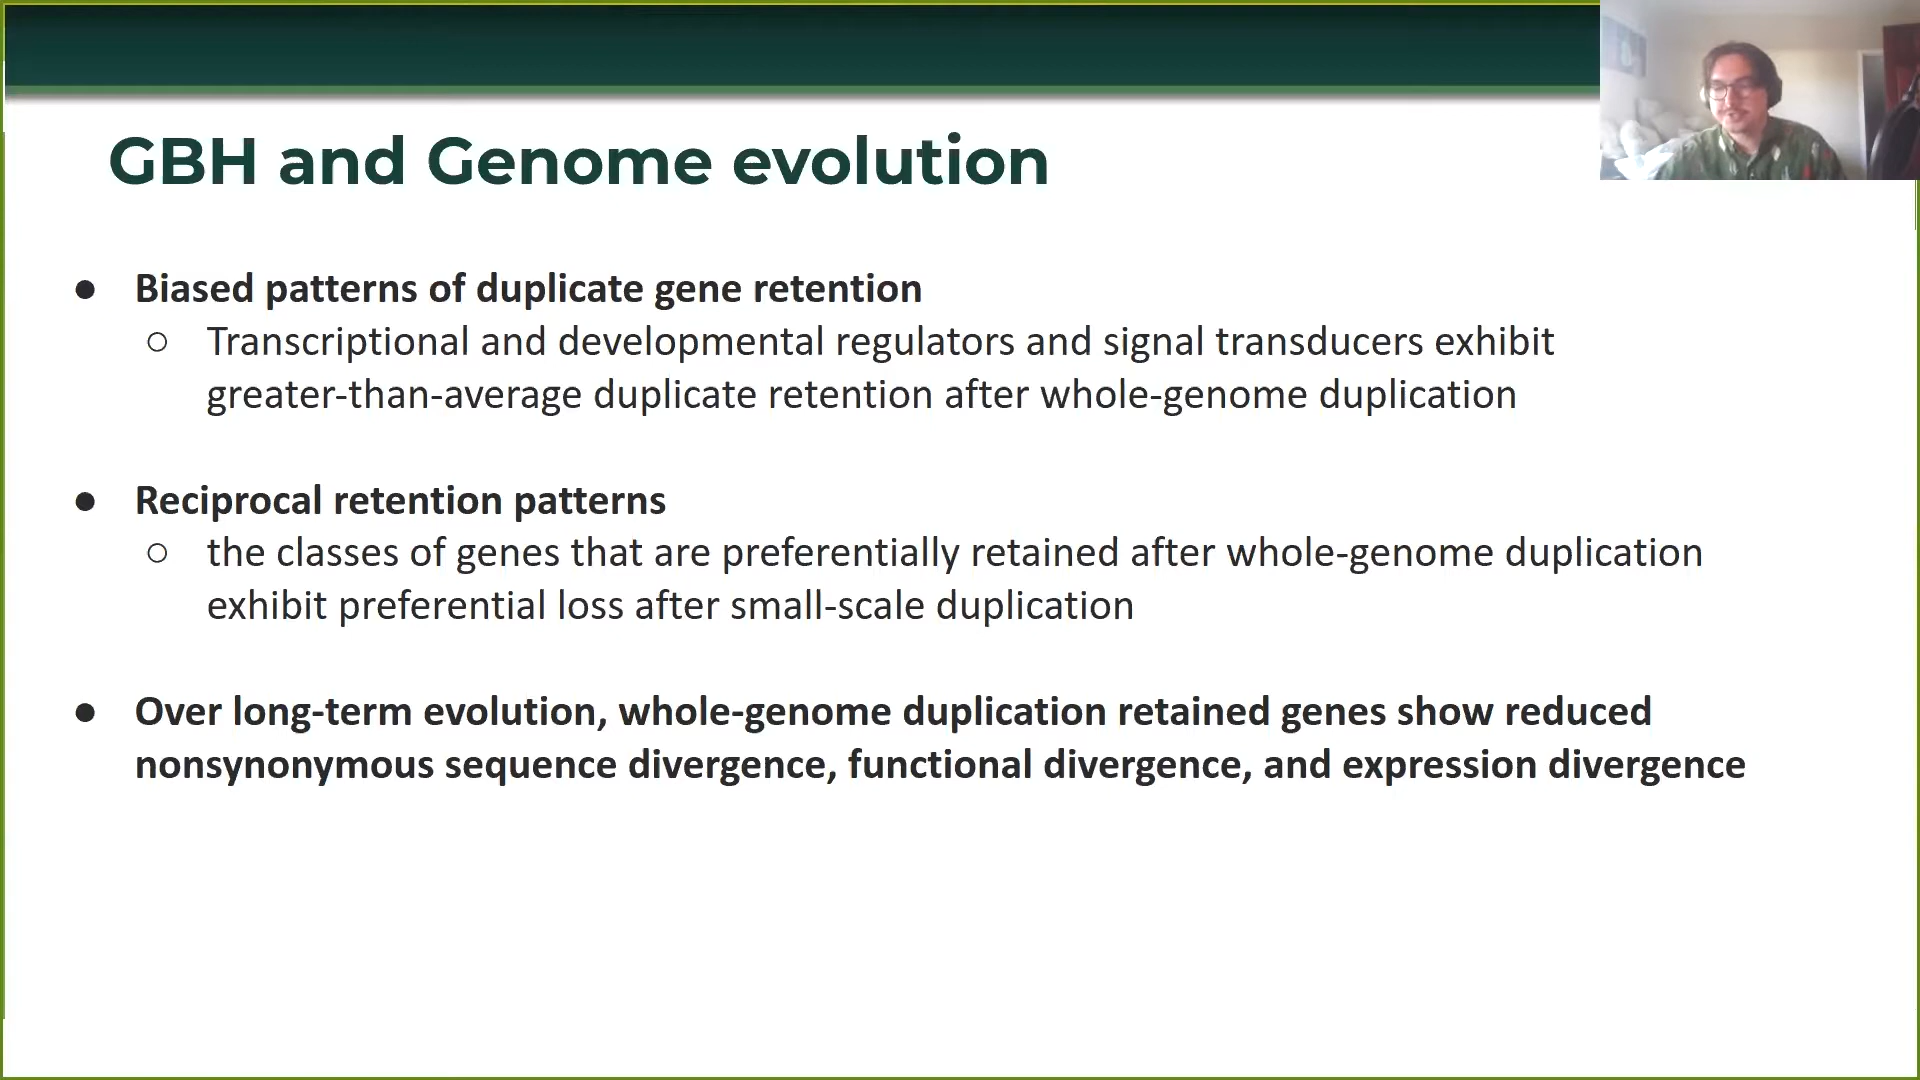 GBH and Genome evolution
● Biased patterns of duplicate gene retention
○ Transcriptional and developmental regulators and signal transducers exhibit
greater-than-average duplicate retention after whole-genome duplication
● Reciprocal retention patterns
○ the classes of genes that are preferentially retained after whole-genome duplication
exhibit preferential loss after small-scale duplication
● Over long-term evolution, whole-genome duplication retained genes show reduced
nonsynonymous sequence divergence, functional divergence, and expression divergence